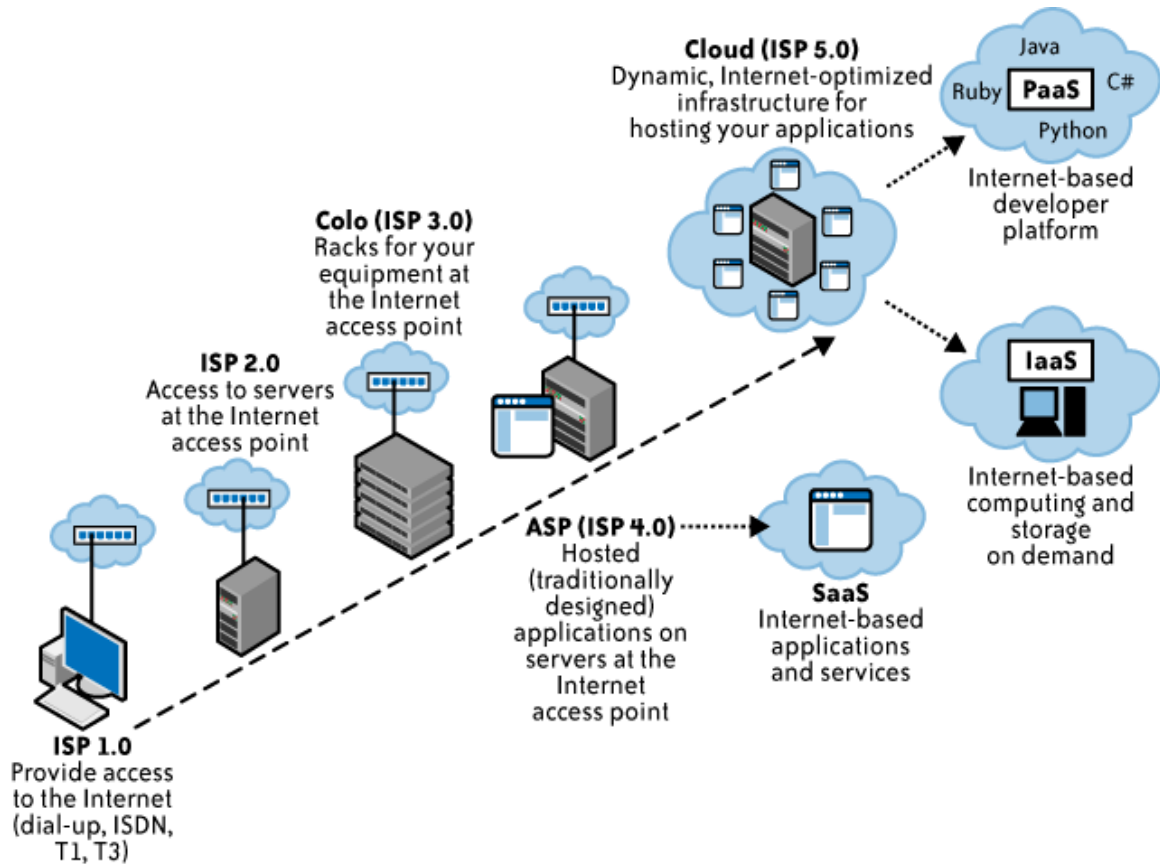 ISP 1.0
Provide access
to the Internet
(dial-up, ISDN,
T1, T3)
ISP 2.0
Access to servers
at the Internet
access point
Colo (ISP 3.0)
Racks for your
equipment at
the Internet
access point
ASP (ISP 4.0)
Hosted
(traditionally
designed)
applications on
servers at the
Internet
access point
SaaS
Internet-based
applications
and services
Cloud (ISP 5.0)
Dynamic, Internet-optimized
infrastructure for
hosting your applications
Java
Ruby PaaS C#
Python
Internet-based
developer
platform
IaaS
Internet-based
computing and
storage
on demand